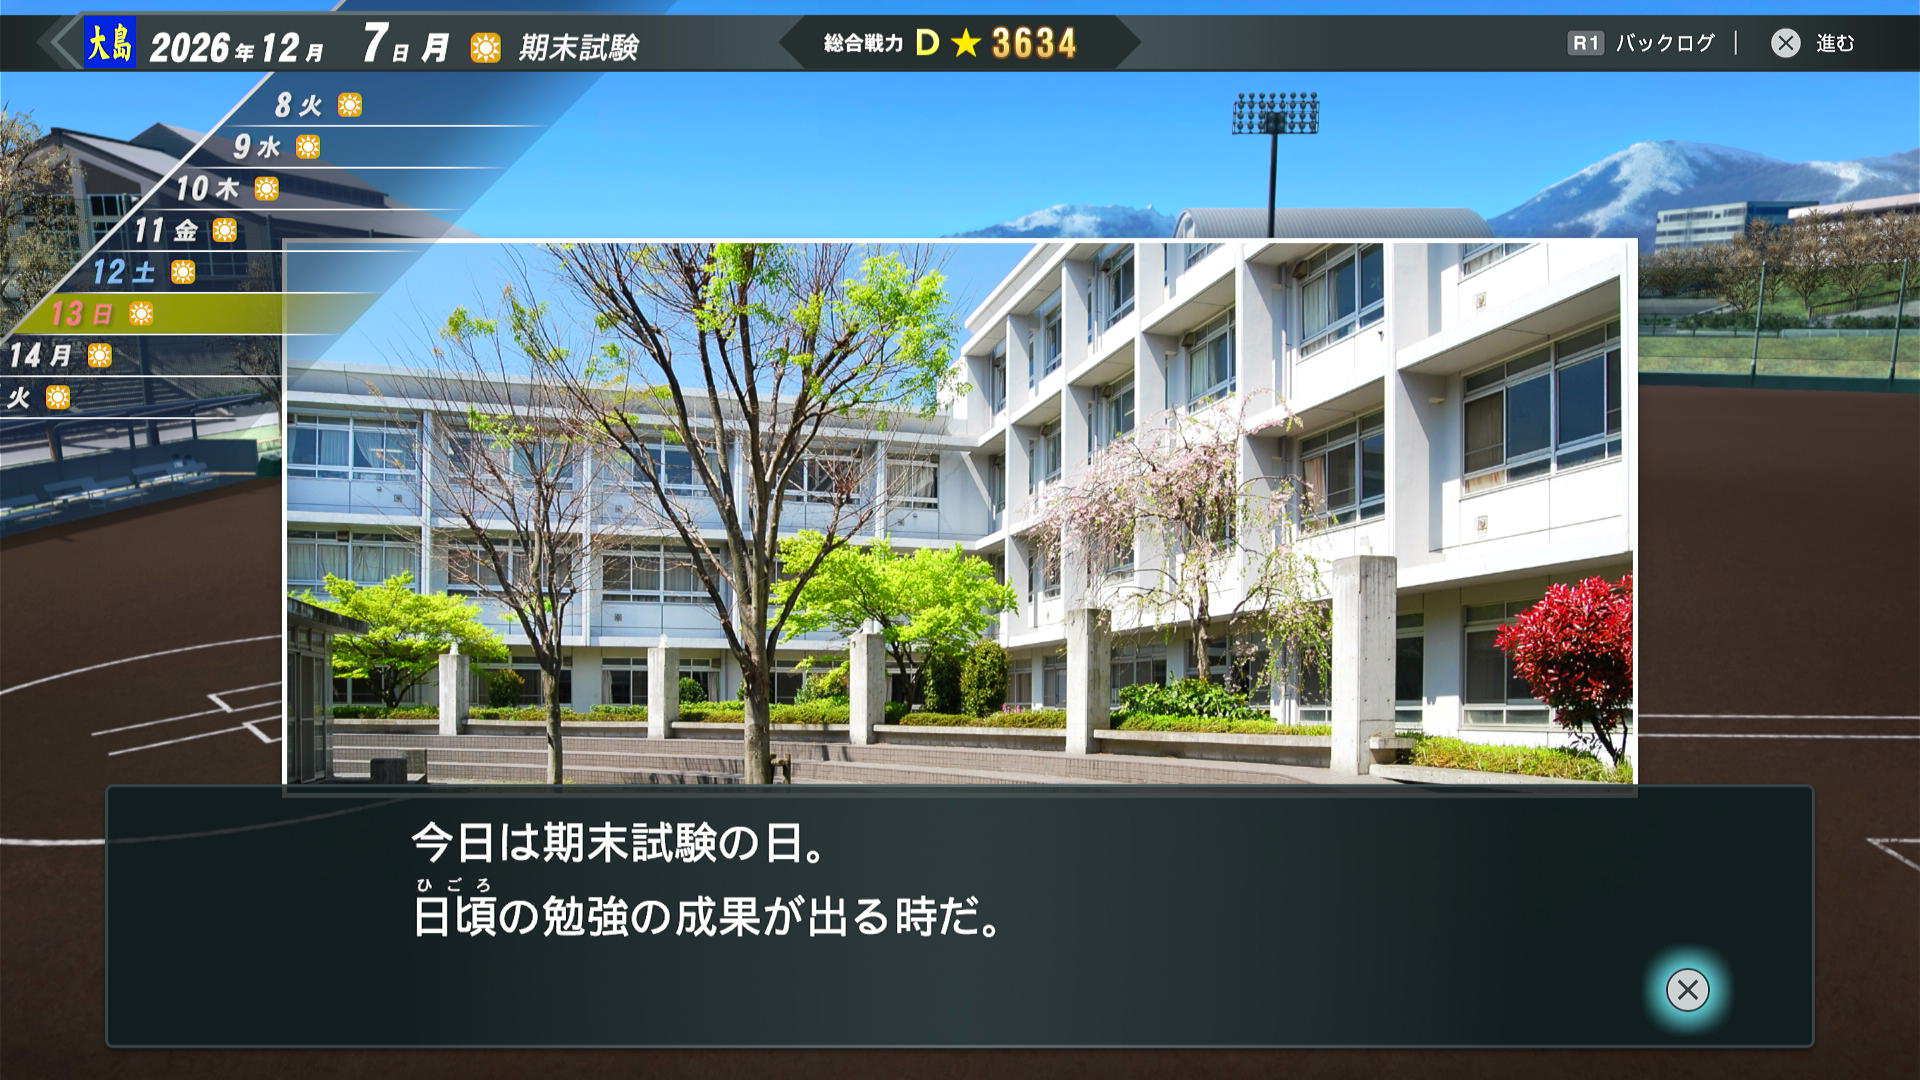 大島 2026年12月 7日 月 期末試験
総合戦力 D ★ 3634
R1 バックログ | ⊗ 進む
8 火
9 水
10 木
11 金
12 土
13 日
14 月
火
今日は期末試験の日。
ひごろ
日頃の勉強の成果が出る時だ。